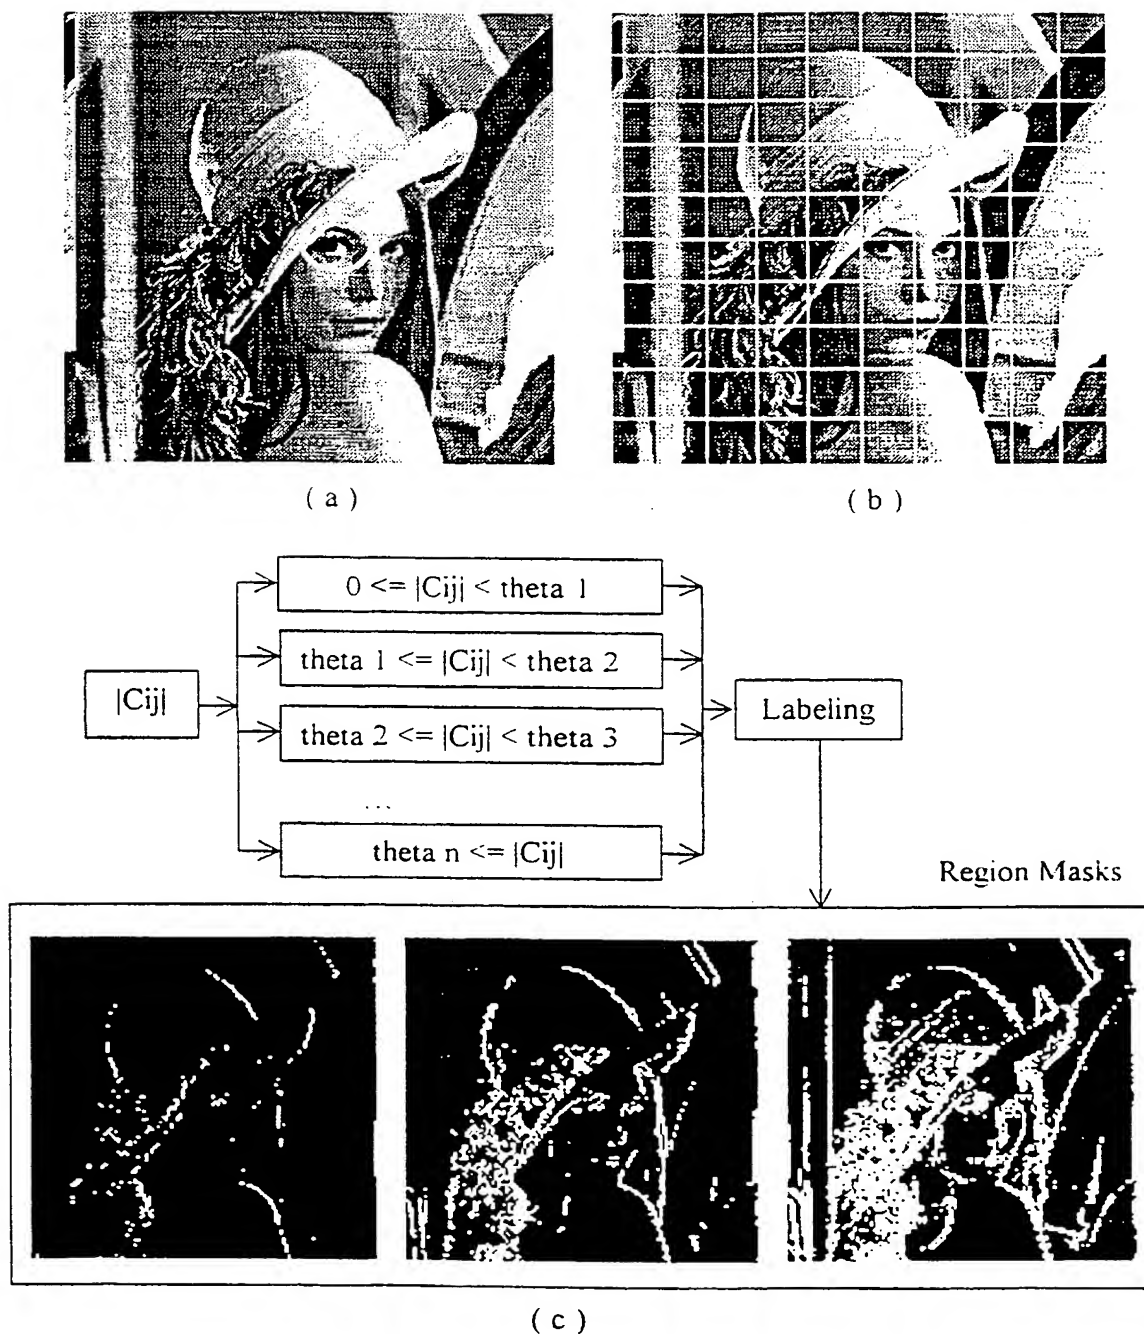 (a)
(b)
0 <= |Cij| < theta 1
theta 1 <= |Cij| < theta 2
|Cij|
Labeling
theta 2 <= |Cij| < theta 3
...
theta n <= |Cij|
Region Masks
(c)